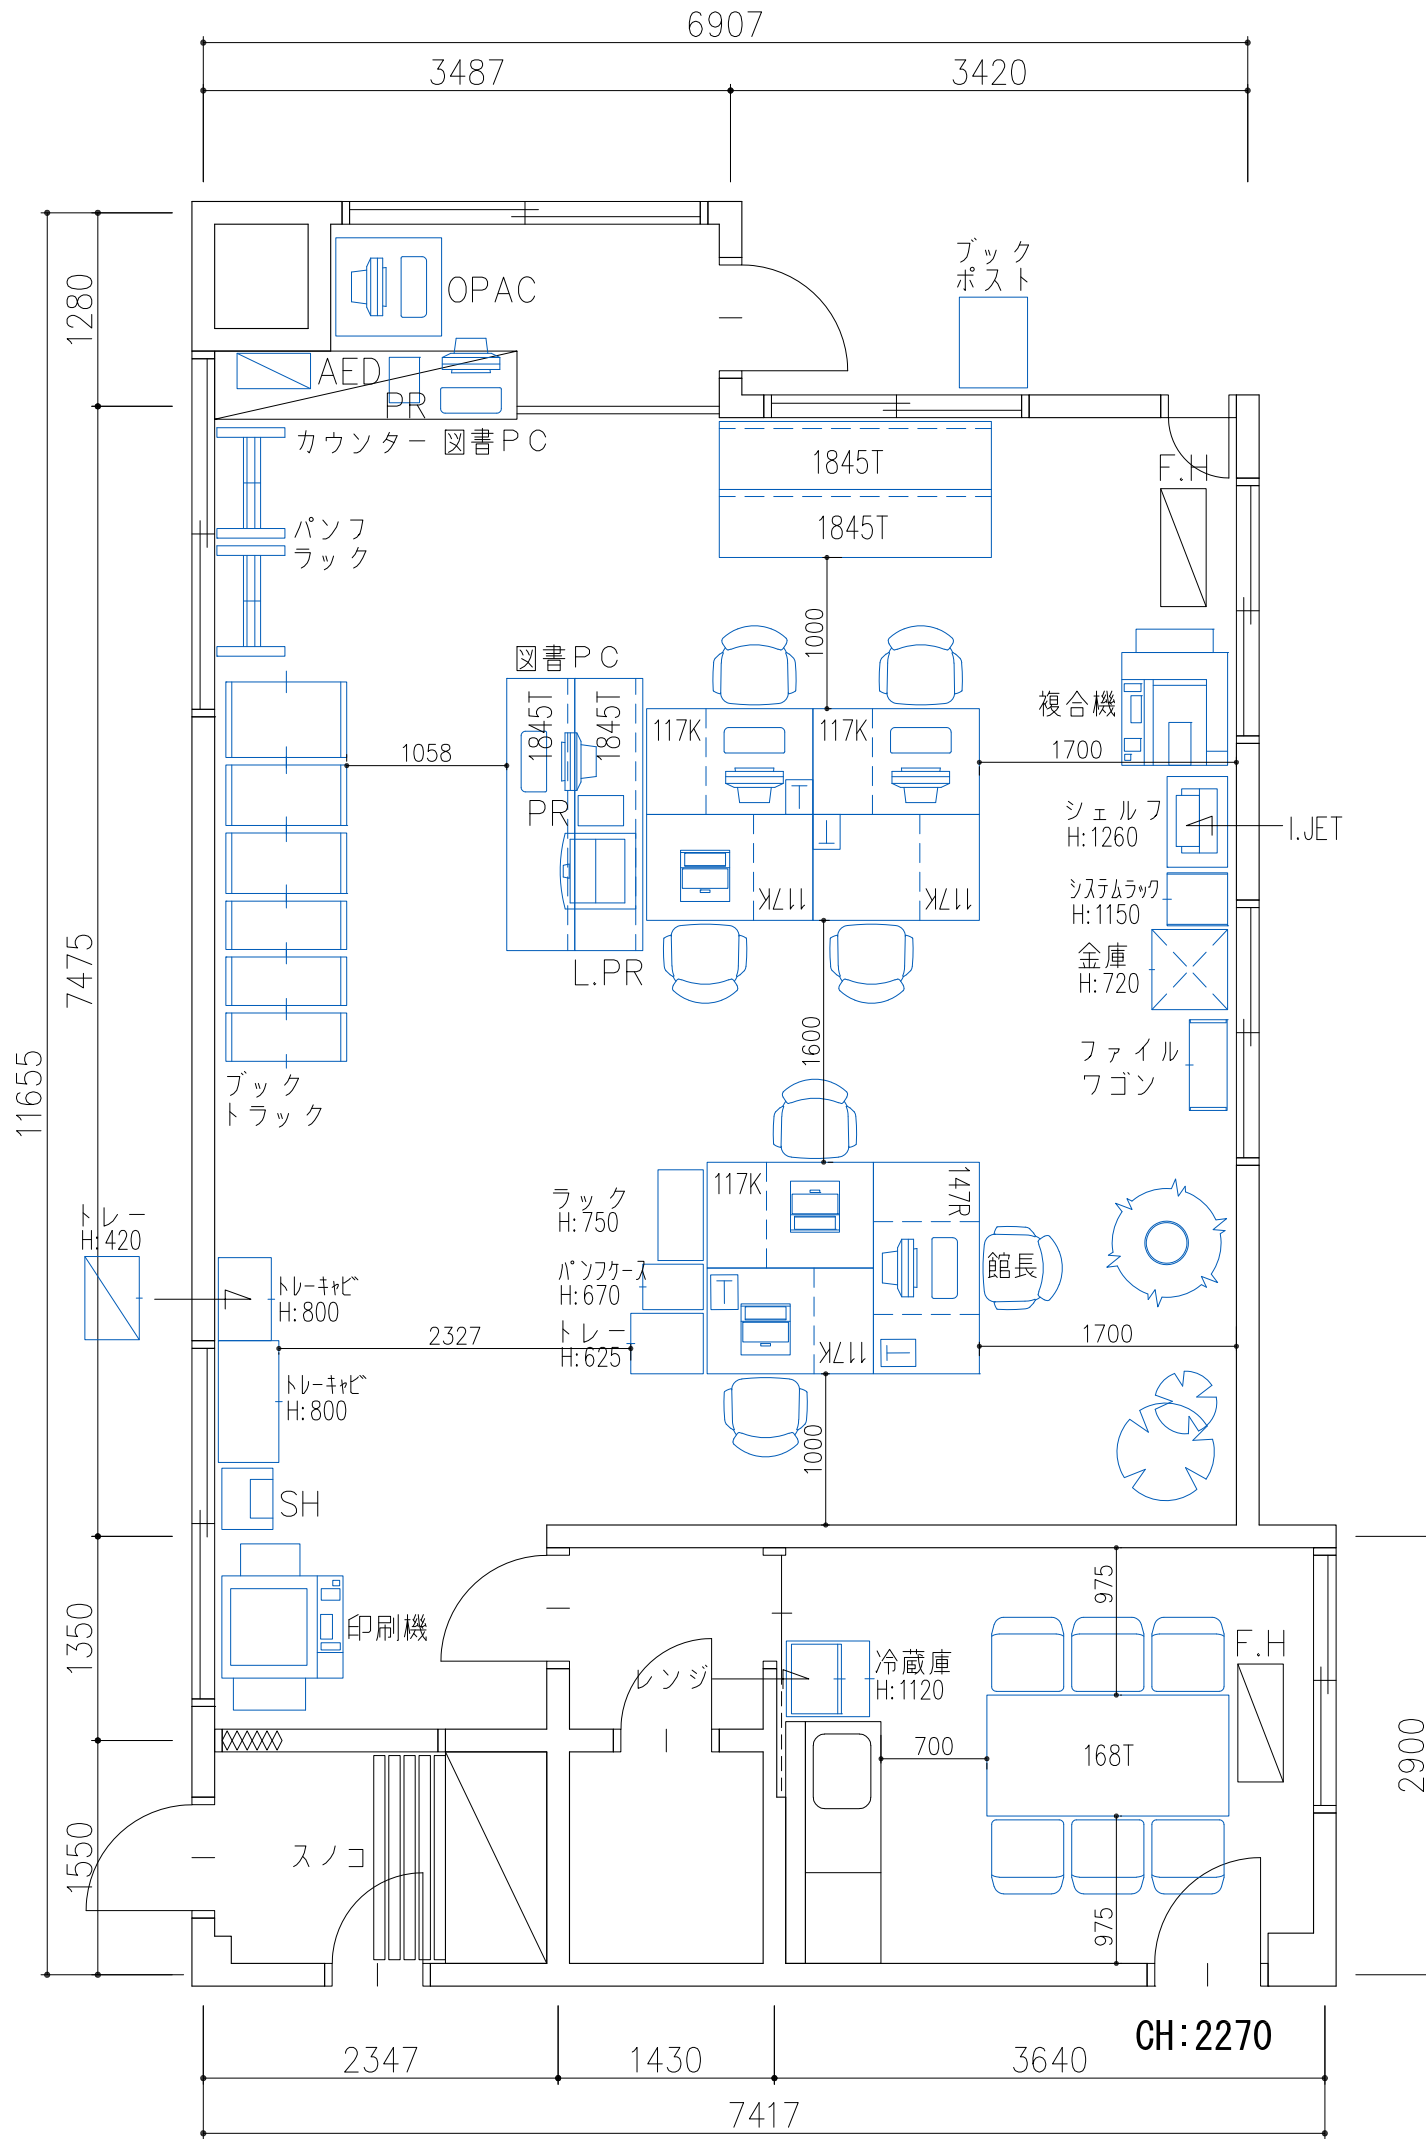 6907
3487
3420
ブック
ポスト
1280
OPAC
AED
PR
カウンター 図書PC
1845T
F.H
1845T
パンフ
ラック
1000
図書PC
複合機
1845T
1845T
117K
117K
1058
1700
PR
シェルフ
H:1260
I.JET
117K
117K
システムラック
H:1150
7475
金庫
H:720
L.PR
1600
ファイル
ワゴン
11655
ブック
トラック
117K
147R
ラック
H:750
トレー
H:420
館長
パンフケース
H:670
トレーキャビ
H:800
2327
トレー
H:625
117K
1700
トレーキャビ
H:800
1000
SH
975
1350
印刷機
F.H
レンジ
冷蔵庫
H:1120
700
168T
2900
1550
スノコ
975
CH:2270
2347
1430
3640
7417